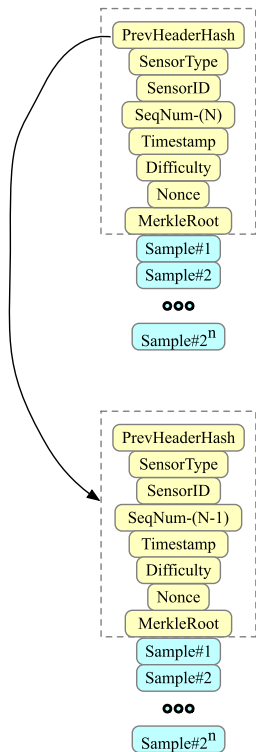 PrevHeaderHash
SensorType
SensorID
SeqNum-(N)
Timestamp
Difficulty
Nonce
MerkleRoot
Sample#1
Sample#2
Sample#2ⁿ
PrevHeaderHash
SensorType
SensorID
SeqNum-(N-1)
Timestamp
Difficulty
Nonce
MerkleRoot
Sample#1
Sample#2
Sample#2ⁿ